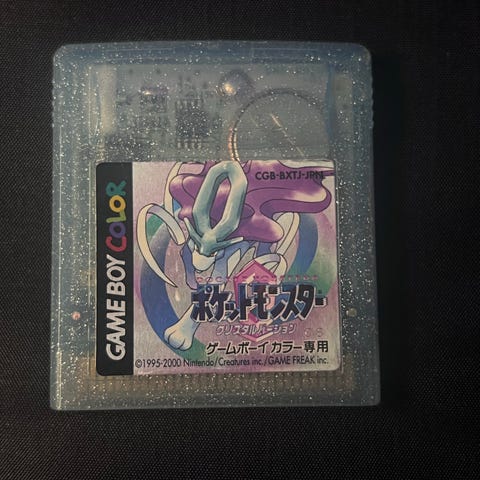 GAME BOY COLOR
CGB-BXTJ-JPN
POCKET MONSTERS
ポケットモンスター
クリスタルバージョン
ゲームボーイカラー専用
©1995-2000 Nintendo/Creatures inc./GAME FREAK inc.